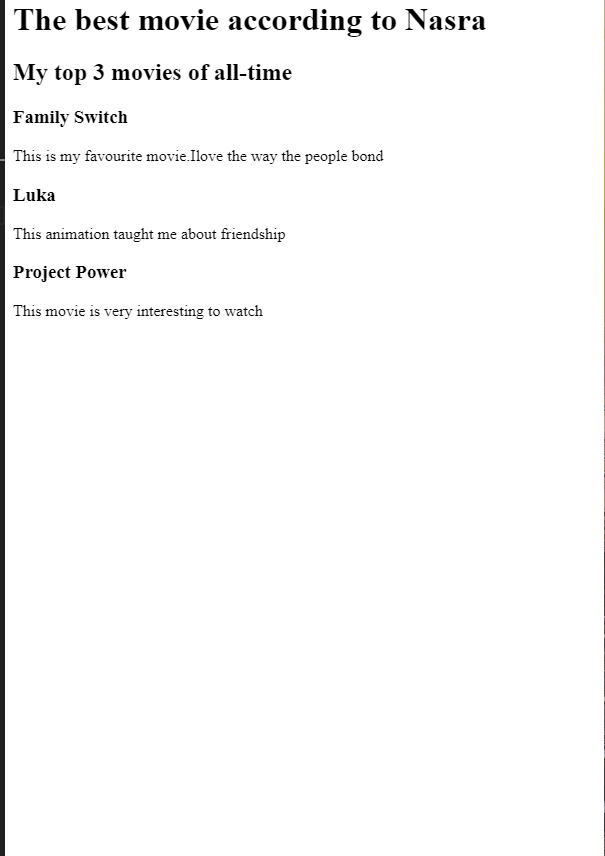 The best movie according to Nasra
My top 3 movies of all-time
Family Switch
This is my favourite movie.Ilove the way the people bond
Luka
This animation taught me about friendship
Project Power
This movie is very interesting to watch